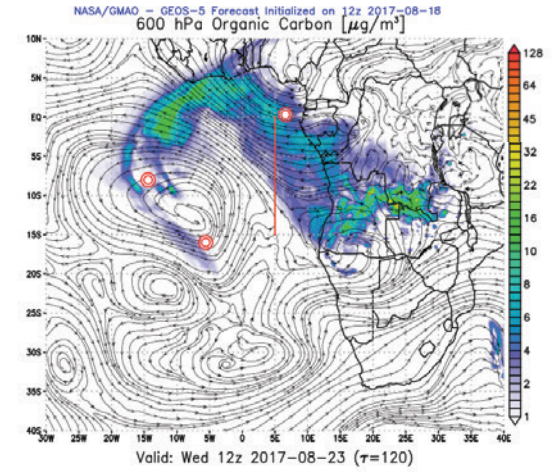 NASA/GMAO - GEOS-5 Forecast Initialized on 12z 2017-08-18
600 hPa Organic Carbon [μg/m³]
10N
5N
EQ
5S
10S
15S
20S
25S
30S
35S
40S
30W 25W 20W 15W 10W 5W 0 5E 10E 15E 20E 25E 30E 35E 40E
128
64
45
32
22
16
10
8
6
4
2
1
Valid: Wed 12z 2017-08-23 (τ=120)